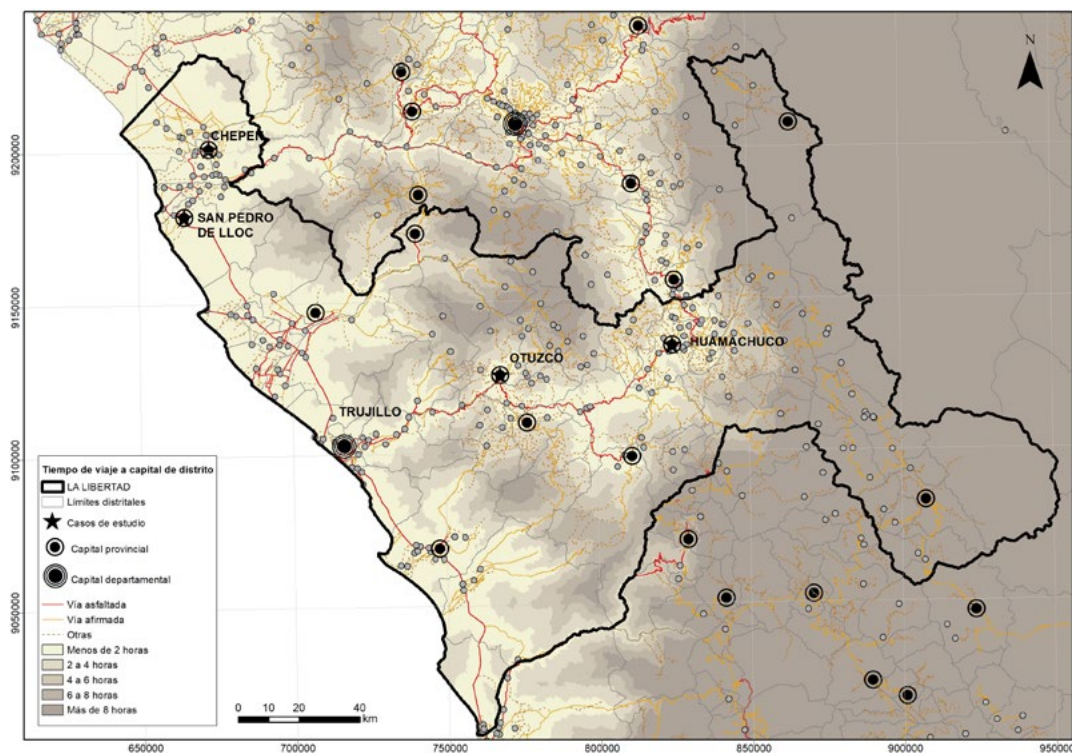 N
9200000
9150000
9100000
9050000
CHEPEN
SAN PEDRO
DE LLOC
HUAMACHUCO
OTUZCO
TRUJILLO
Tiempo de viaje a capital de distrito
LA LIBERTAD
Límites distritales
Casos de estudio
Capital provincial
Capital departamental
Vía asfaltada
Vía afirmada
Otras
Menos de 2 horas
2 a 4 horas
4 a 6 horas
6 a 8 horas
Más de 8 horas
0 10 20 40
km
650000 700000 750000 800000 850000 900000 950000